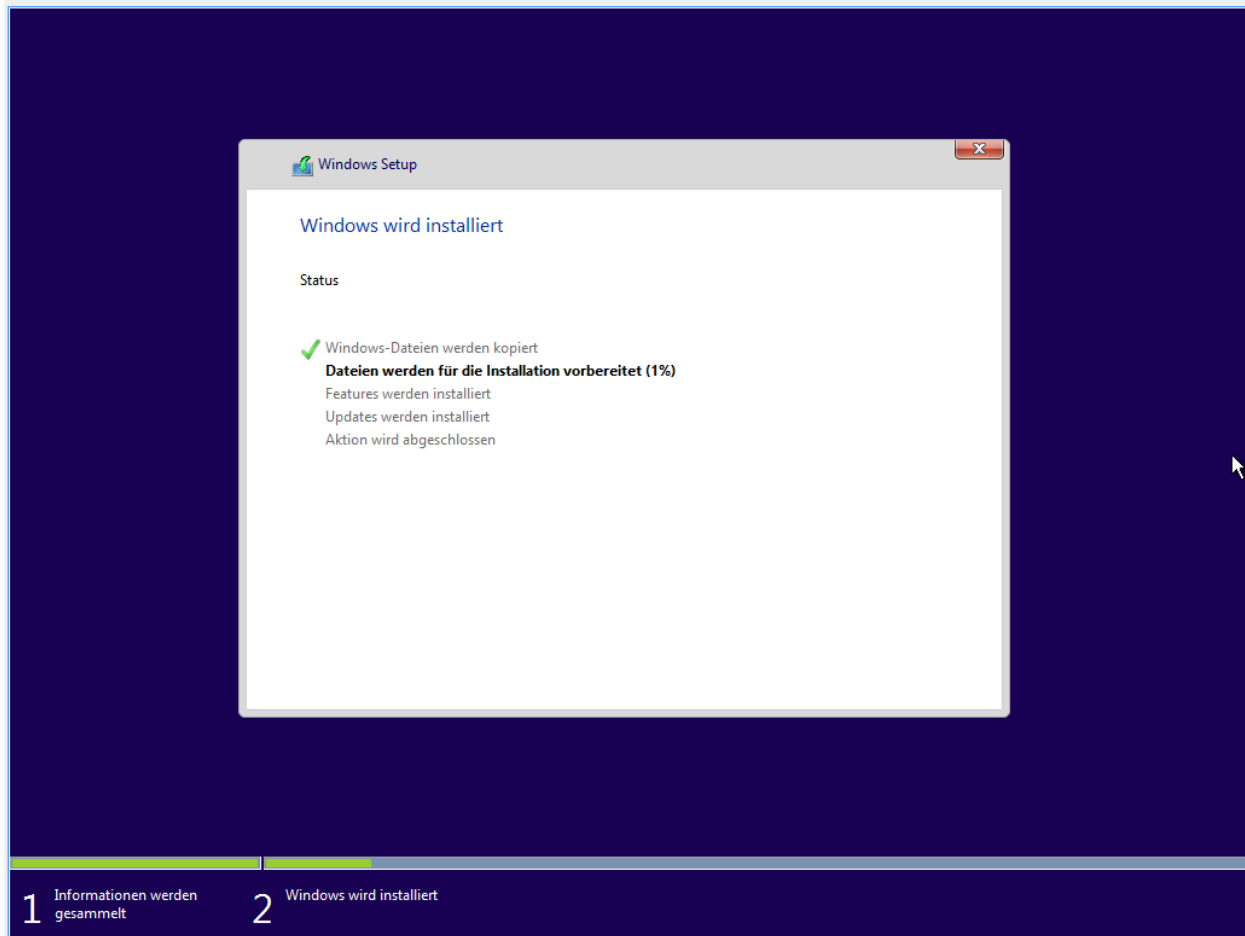 Windows Setup
Windows wird installiert
Status
Windows-Dateien werden kopiert
Dateien werden für die Installation vorbereitet (1%)
Features werden installiert
Updates werden installiert
Aktion wird abgeschlossen
1 Informationen werden
gesammelt
2 Windows wird installiert